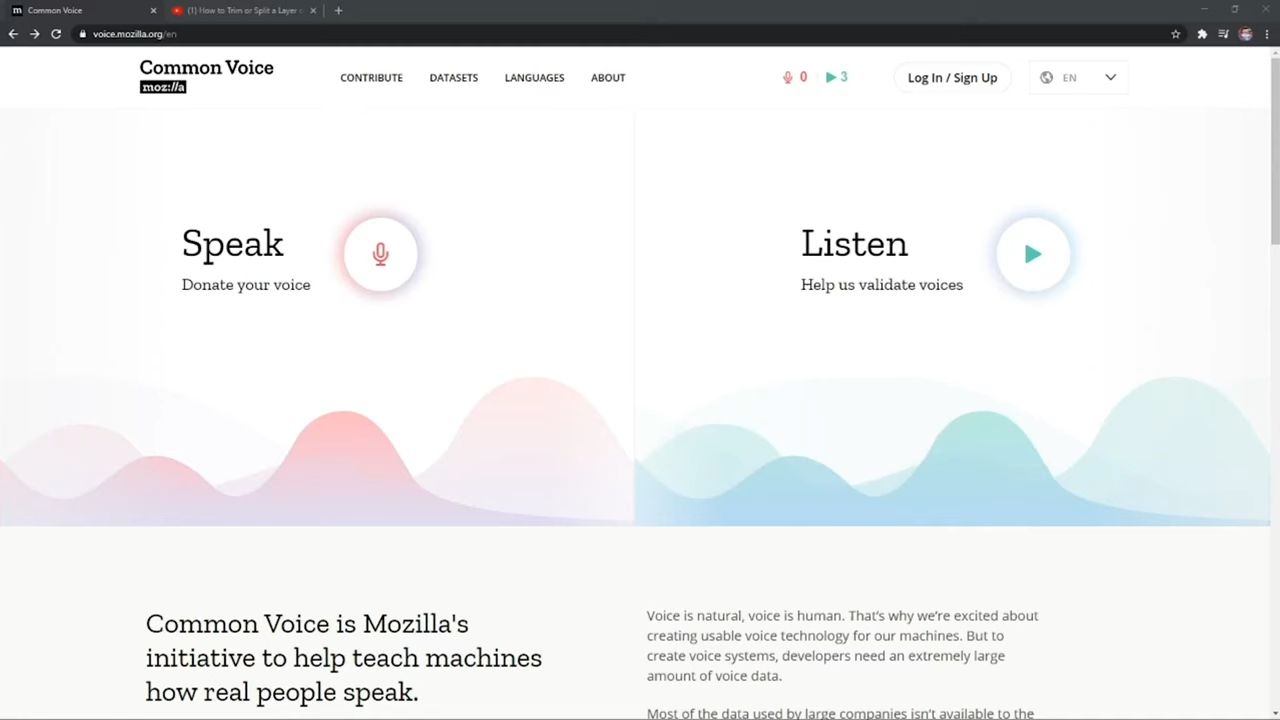 Common Voice
(1) How to Trim or Split a Layer
voice.mozilla.org/en
Common Voice
moz://a
CONTRIBUTE
DATASETS
LANGUAGES
ABOUT
0
3
Log In / Sign Up
EN
Speak
Donate your voice
Listen
Help us validate voices
Common Voice is Mozilla's
initiative to help teach machines
how real people speak.
Voice is natural, voice is human. That's why we're excited about
creating usable voice technology for our machines. But to
create voice systems, developers need an extremely large
amount of voice data.
Most of the data used by large companies isn't available to the